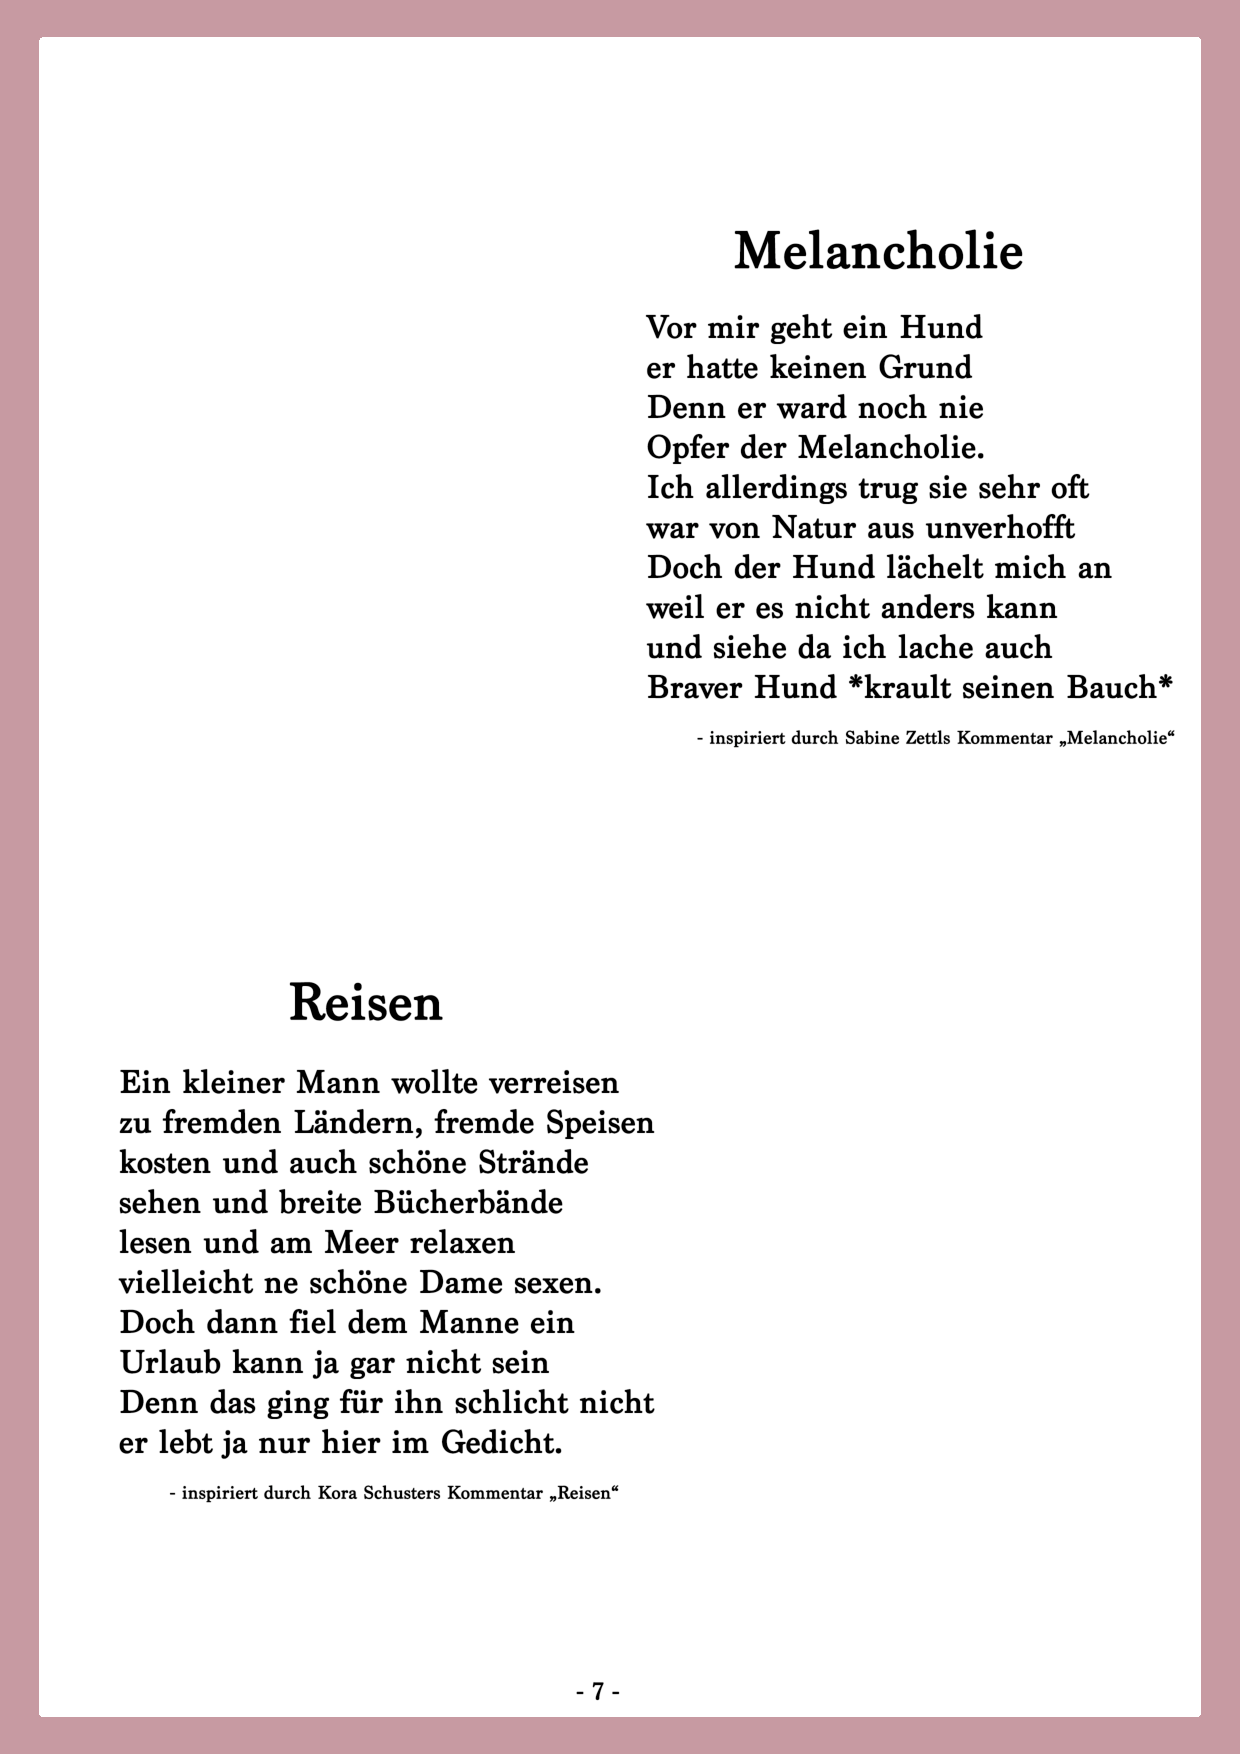 Melancholie
Vor mir geht ein Hund
er hatte keinen Grund
Denn er ward noch nie
Opfer der Melancholie.
Ich allerdings trug sie sehr oft
war von Natur aus unverhofft
Doch der Hund lächelt mich an
weil er es nicht anders kann
und siehe da ich lache auch
Braver Hund *krault seinen Bauch*
- inspiriert durch Sabine Zettls Kommentar „Melancholie“
Reisen
Ein kleiner Mann wollte verreisen
zu fremden Ländern, fremde Speisen
kosten und auch schöne Strände
sehen und breite Bücherbände
lesen und am Meer relaxen
vielleicht ne schöne Dame sexen.
Doch dann fiel dem Manne ein
Urlaub kann ja gar nicht sein
Denn das ging für ihn schlicht nicht
er lebt ja nur hier im Gedicht.
- inspiriert durch Kora Schusters Kommentar „Reisen“
- 7 -